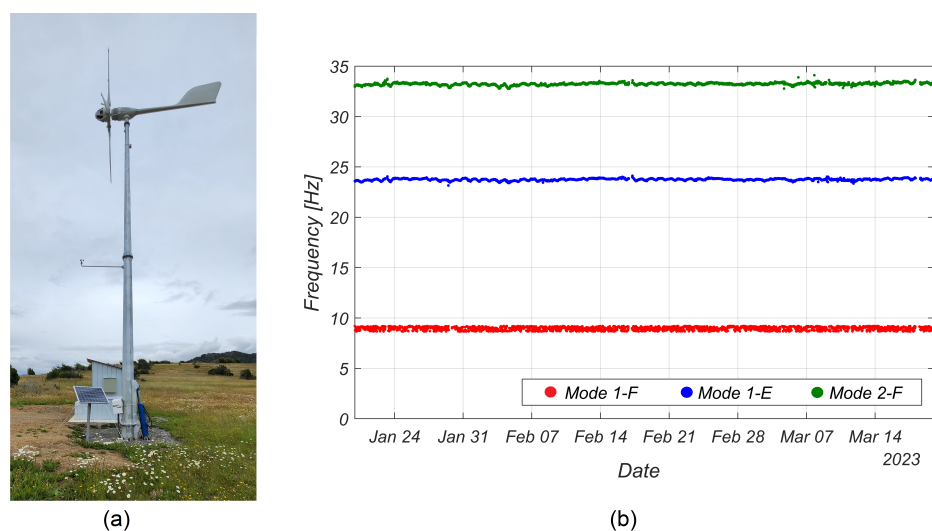 35
30
25
20
15
10
5
0
Frequency [Hz]
Mode 1-F Mode 1-E Mode 2-F
Jan 24 Jan 31 Feb 07 Feb 14 Feb 21 Feb 28 Mar 07 Mar 14
2023
Date
(a) (b)